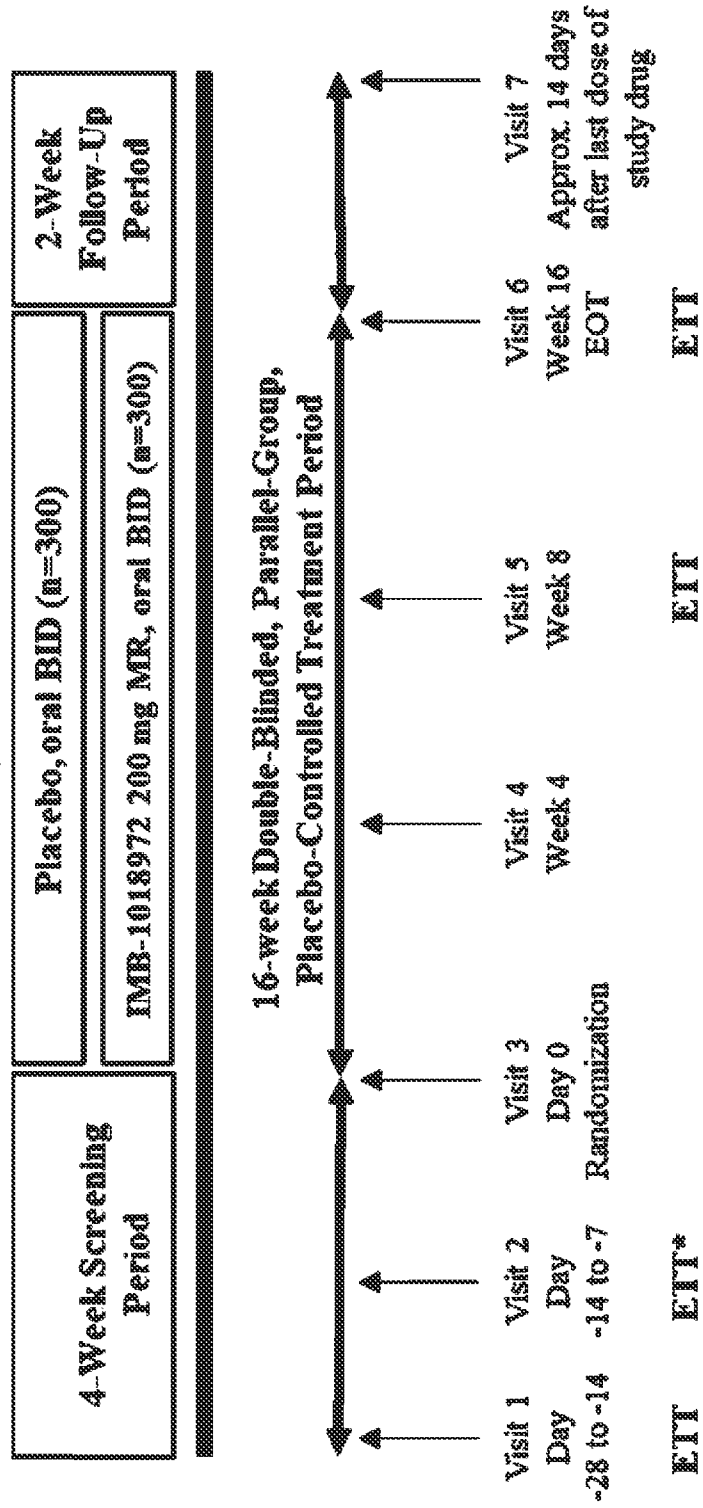 4-Week Screening
Period
Placebo, oral BID (n=300)
IMB-1018972 200 mg MR, oral BID (n=300)
2-Week
Follow-Up
Period
16-week Double-Blinded, Parallel-Group,
Placebo-Controlled Treatment Period
Visit 1
Day
-28 to -14
ETT
Visit 2
Day
-14 to -7
ETT*
Visit 3
Day 0
Randomization
Visit 4
Week 4
Visit 5
Week 8
ETT
Visit 6
Week 16
EOT
ETT
Visit 7
Approx. 14 days
after last dose of
study drug